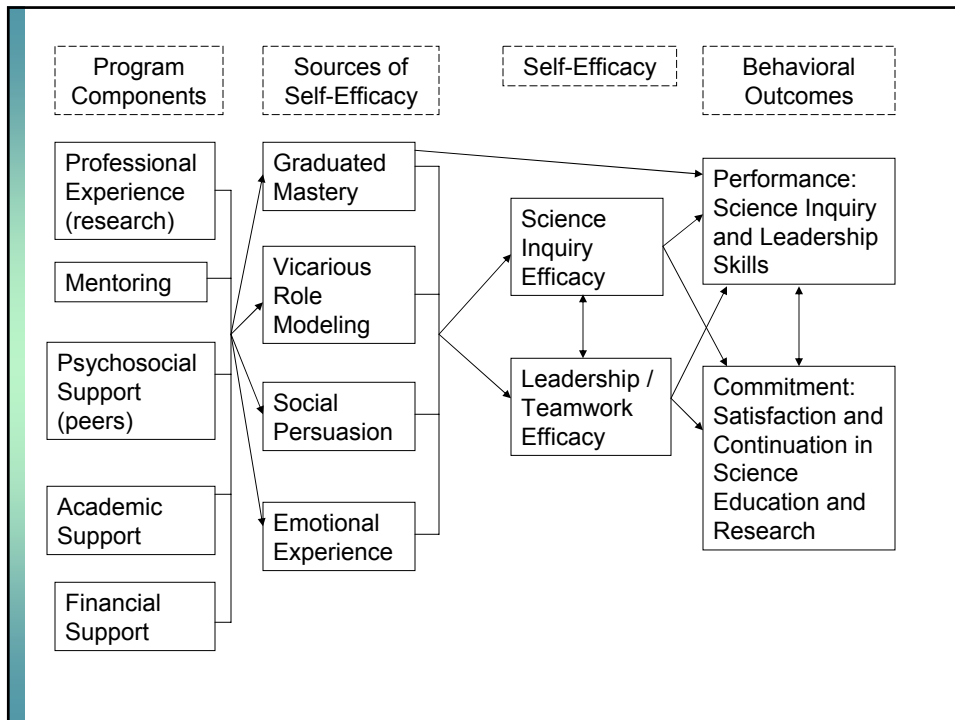 Program
Components
Sources of
Self-Efficacy
Self-Efficacy
Behavioral
Outcomes
Professional
Experience
(research)
Mentoring
Psychosocial
Support
(peers)
Academic
Support
Financial
Support
Graduated
Mastery
Vicarious
Role
Modeling
Social
Persuasion
Emotional
Experience
Science
Inquiry
Efficacy
Leadership /
Teamwork
Efficacy
Performance:
Science Inquiry
and Leadership
Skills
Commitment:
Satisfaction and
Continuation in
Science
Education and
Research